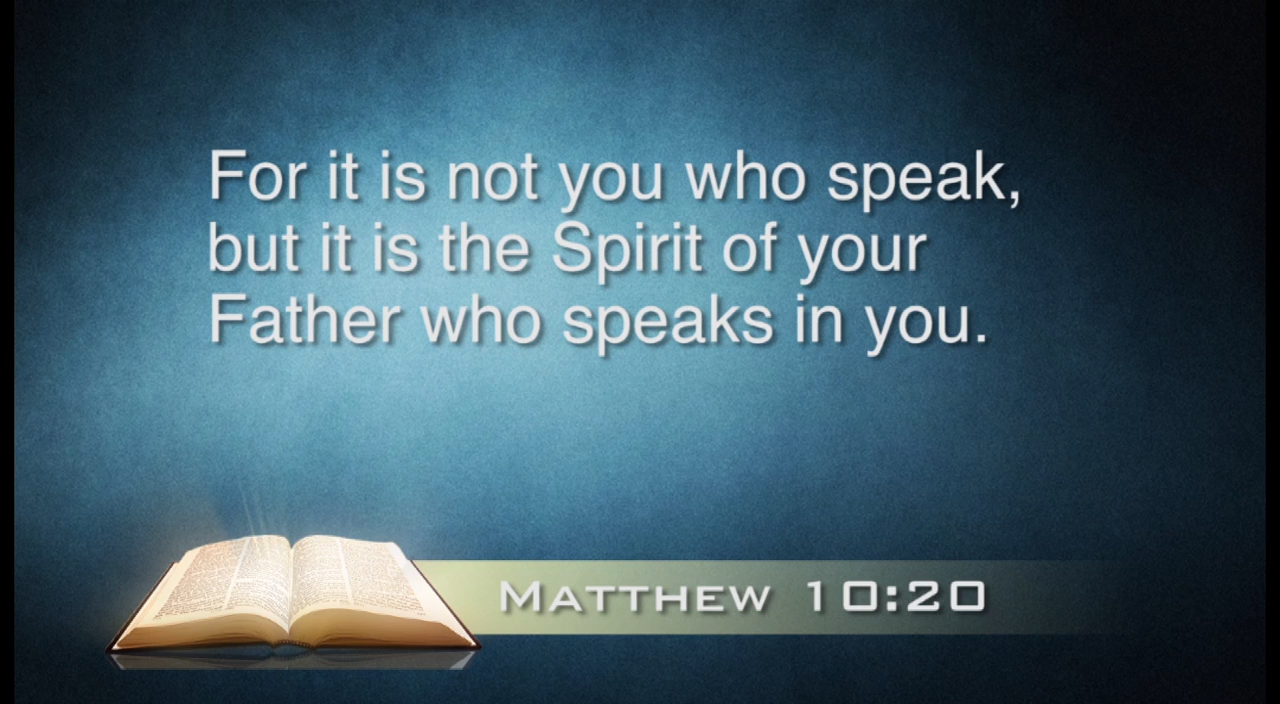 For it is not you who speak,
but it is the Spirit of your
Father who speaks in you.
Matthew 10:20